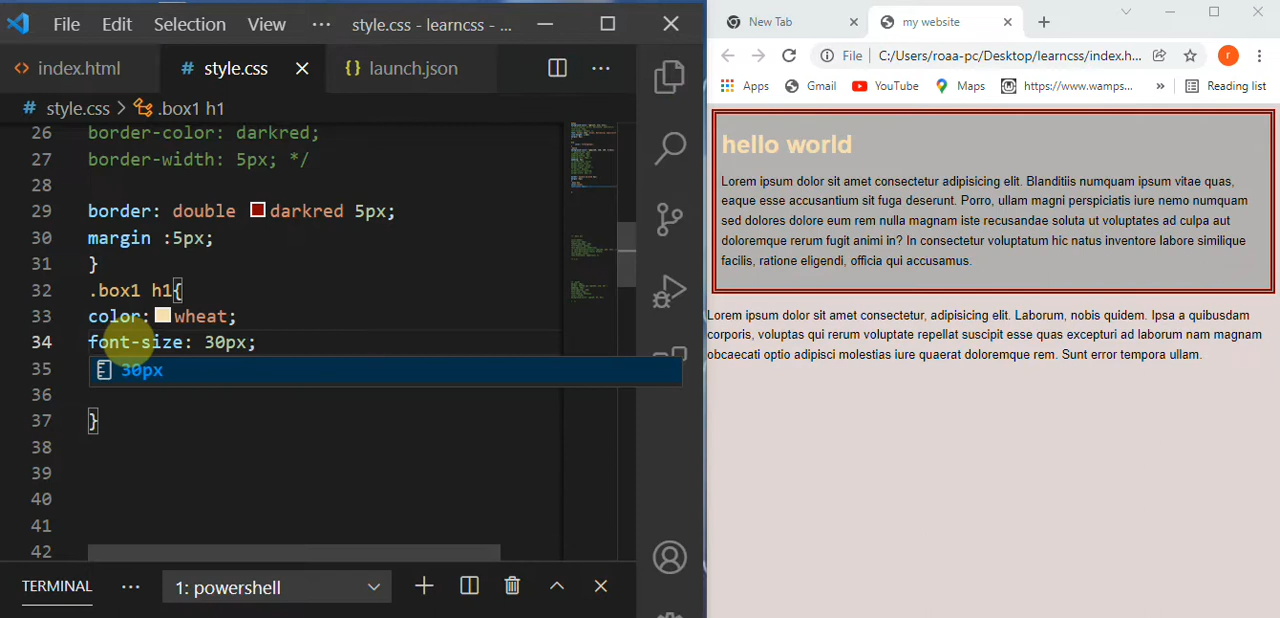 File Edit Selection View ··· style.css - learncss - ...
index.html # style.css {} launch.json ···
# style.css > .box1 h1
26 border-color: darkred;
27 border-width: 5px; */
28
29 border: double darkred 5px;
30 margin :5px;
31 }
32 .box1 h1{
33 color: wheat;
34 font-size: 30px;
35 30px
36
37 }
38
39
40
41
42
TERMINAL ··· 1: powershell
New Tab my website
File C:/Users/roaa-pc/Desktop/learncss/index.h... r
Apps Gmail YouTube Maps https://www.wamps... » Reading list
hello world
Lorem ipsum dolor sit amet consectetur adipisicing elit. Blanditiis numquam ipsum vitae quas,
eaque esse accusantium sit fuga deserunt. Porro, ullam magni perspiciatis iure nemo numquam
sed dolores dolore eum rem nulla magnam iste recusandae soluta ut voluptates ad culpa aut
doloremque rerum fugit animi in? In consectetur voluptatum hic natus inventore labore similique
facilis, ratione eligendi, officia qui accusamus.
Lorem ipsum dolor sit amet consectetur, adipisicing elit. Laborum, nobis quidem. Ipsa a quibusdam
corporis, voluptas qui rerum voluptate repellat suscipit esse quas excepturi ad laborum nam magnam
obcaecati optio adipisci molestias iure quaerat doloremque rem. Sunt error tempora ullam.